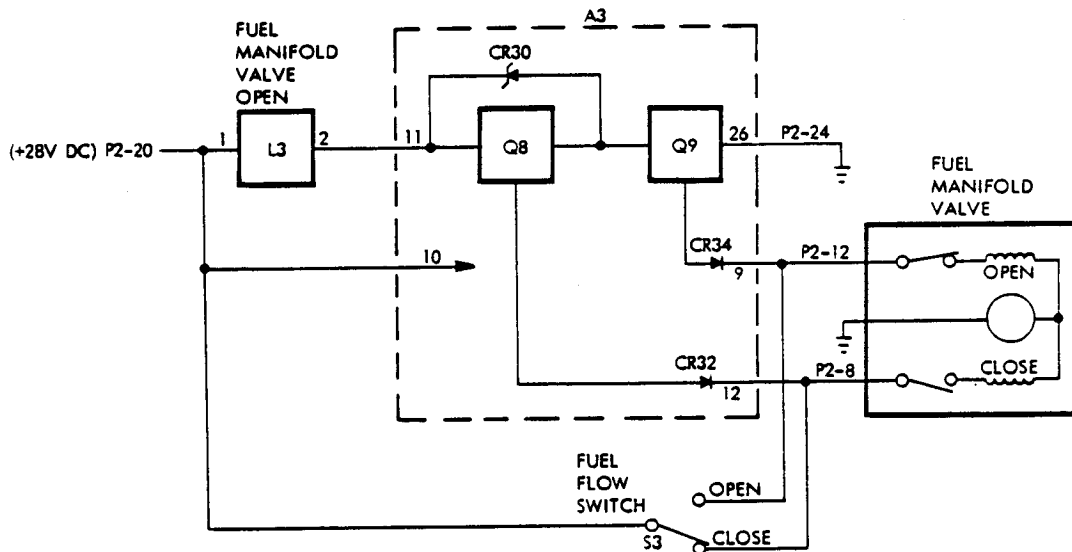 A3
FUEL
MANIFOLD
VALVE
OPEN
CR30
(+28V DC) P2-20
1
L3
2
11
Q8
Q9
26
P2-24
FUEL
MANIFOLD
VALVE
10
CR34
9
P2-12
OPEN
CR32
12
P2-8
CLOSE
FUEL
FLOW
SWITCH
OPEN
S3
CLOSE